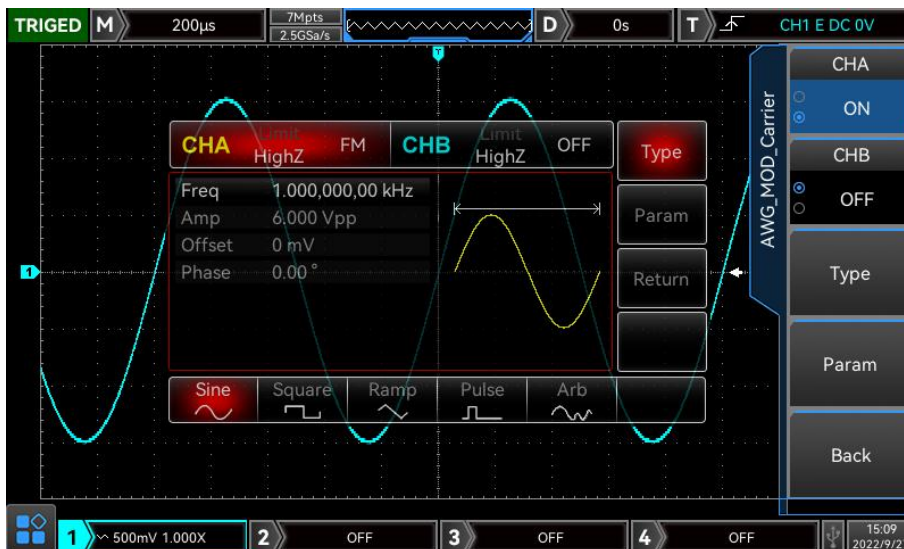 TRIGED M 200μs 7Mpts D 0s T CH1 E DC 0V
2.5GSa/s
T
CHA
ON
CHB
OFF
Type
Param
Back
AWG_MOD_Carrier
CHA Limit HighZ FM CHB Limit HighZ OFF
Type
Param
Return
Freq 1.000,000,00 kHz
Amp 6.000 Vpp
Offset 0 mV
Phase 0.00 °
1
Sine Square Ramp Pulse Arb
1 500mV 1.000X 2 OFF 3 OFF 4 OFF 15:09